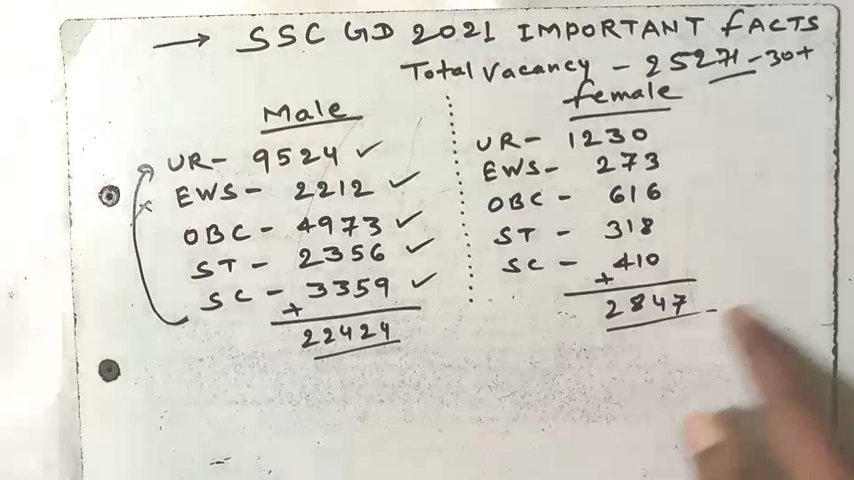 → SSC GD 2021 IMPORTANT FACTS
Total Vacancy - 25271 - 30+
Male
UR- 9524 ✓
EWS- 2212 ✓
OBC- 4973 ✓
ST- 2356 ✓
SC- 3359 ✓
+
22424
female
UR- 1230
EWS- 273
OBC - 616
ST - 318
SC - 410
+
2847 -